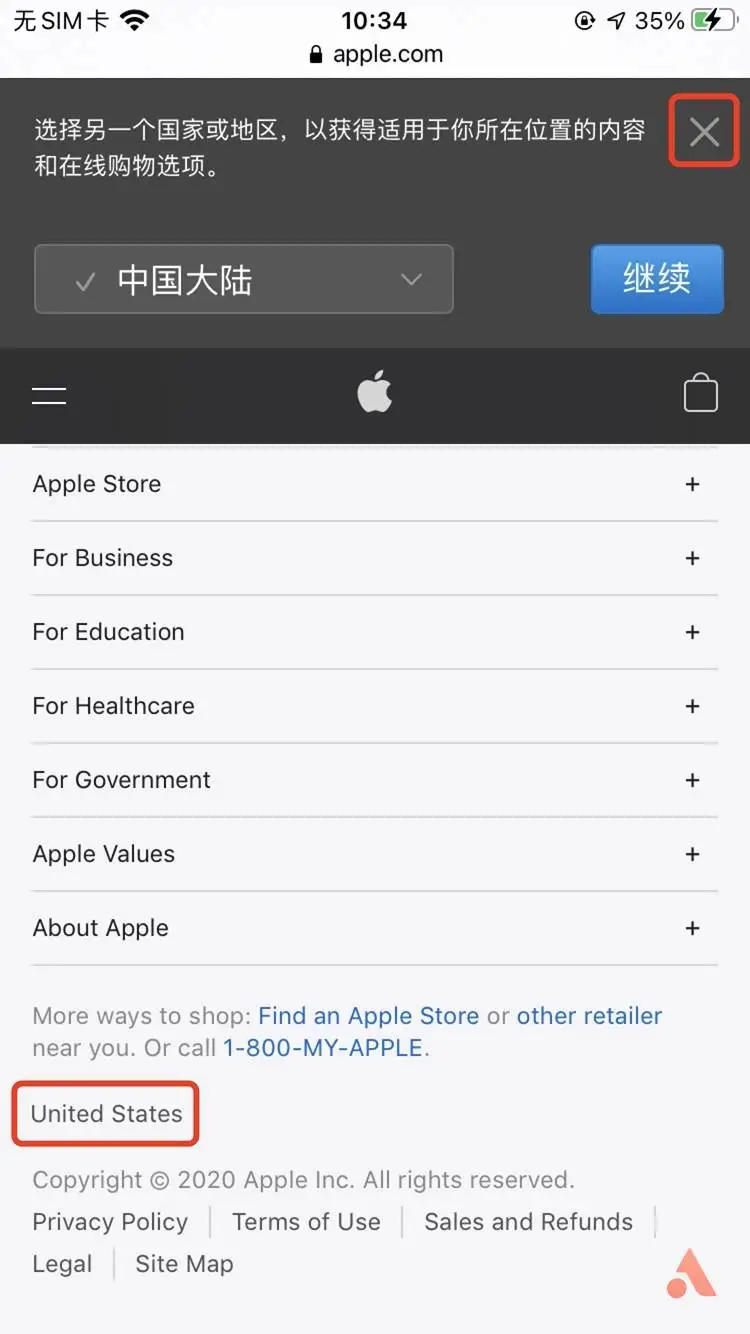 无SIM卡 10:34 35%
apple.com
选择另一个国家或地区，以获得适用于你所在位置的内容
和在线购物选项。
中国大陆 继续
Apple Store +
For Business +
For Education +
For Healthcare +
For Government +
Apple Values +
About Apple +
More ways to shop: Find an Apple Store or other retailer
near you. Or call 1-800-MY-APPLE.
United States
Copyright © 2020 Apple Inc. All rights reserved.
Privacy Policy | Terms of Use | Sales and Refunds |
Legal | Site Map